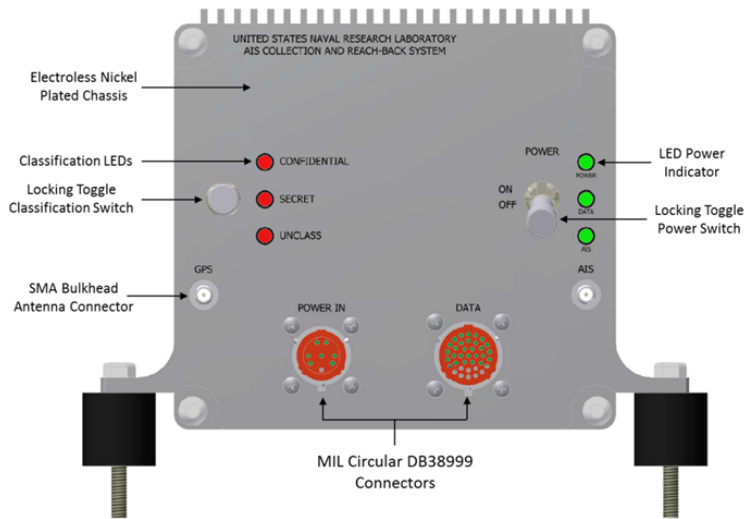 UNITED STATES NAVAL RESEARCH LABORATORY
AIS COLLECTION AND REACH-BACK SYSTEM
Electroless Nickel
Plated Chassis
Classification LEDs
CONFIDENTIAL
Locking Toggle
Classification Switch
SECRET
UNCLASS
POWER
ON
OFF
POWER
DATA
AIS
LED Power
Indicator
Locking Toggle
Power Switch
GPS
AIS
SMA Bulkhead
Antenna Connector
POWER IN
DATA
MIL Circular DB38999
Connectors